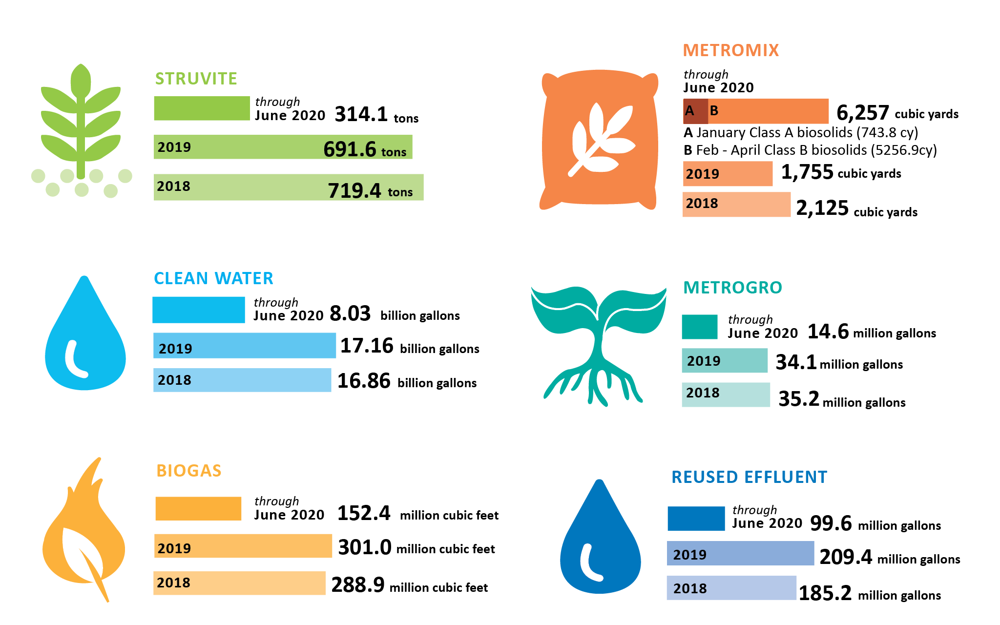 STRUVITE
through
June 2020 314.1 tons
2019 691.6 tons
2018 719.4 tons
METROMIX
through
June 2020
A B 6,257 cubic yards
A January Class A biosolids (743.8 cy)
B Feb - April Class B biosolids (5256.9cy)
2019 1,755 cubic yards
2018 2,125 cubic yards
CLEAN WATER
through
June 2020 8.03 billion gallons
2019 17.16 billion gallons
2018 16.86 billion gallons
METROGRO
through
June 2020 14.6 million gallons
2019 34.1 million gallons
2018 35.2 million gallons
BIOGAS
through
June 2020 152.4 million cubic feet
2019 301.0 million cubic feet
2018 288.9 million cubic feet
REUSED EFFLUENT
through
June 2020 99.6 million gallons
2019 209.4 million gallons
2018 185.2 million gallons